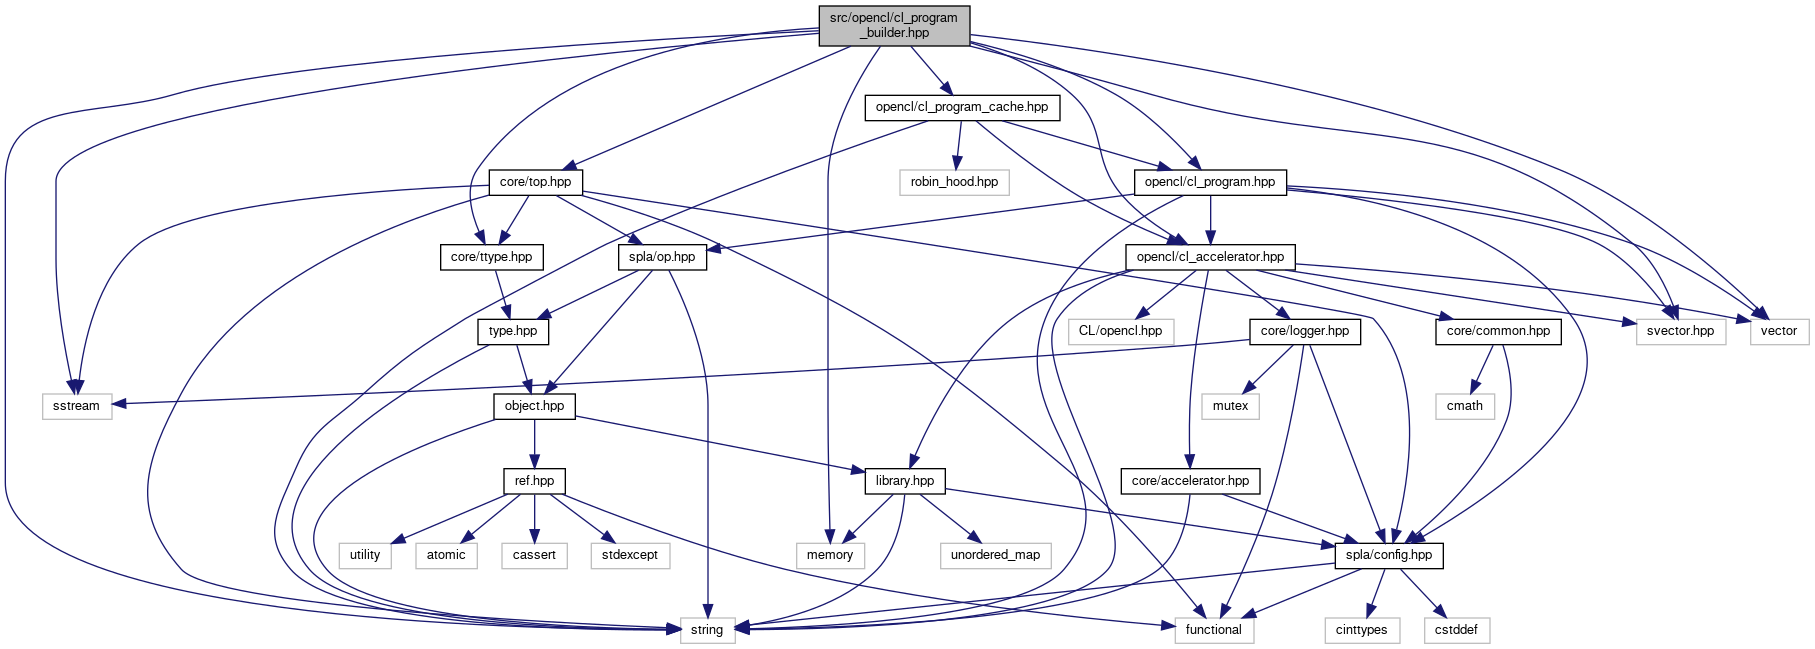 src/opencl/cl_program
_builder.hpp
opencl/cl_program_cache.hpp
core/top.hpp
robin_hood.hpp
opencl/cl_program.hpp
core/ttype.hpp
spla/op.hpp
opencl/cl_accelerator.hpp
type.hpp
CL/opencl.hpp
core/logger.hpp
core/common.hpp
svector.hpp
vector
sstream
object.hpp
mutex
cmath
ref.hpp
library.hpp
core/accelerator.hpp
utility
atomic
cassert
stdexcept
memory
unordered_map
spla/config.hpp
string
functional
cinttypes
cstddef